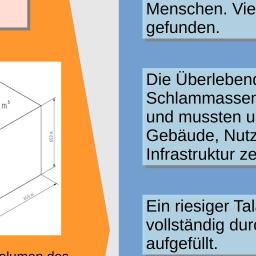 Menschen. Vie
gefunden.
m³
Die Überlebend
Schlammassen
und mussten u
Gebäude, Nutz
Infrastruktur ze
Ein riesiger Tal
vollständig durc
aufgefüllt.
olumen des